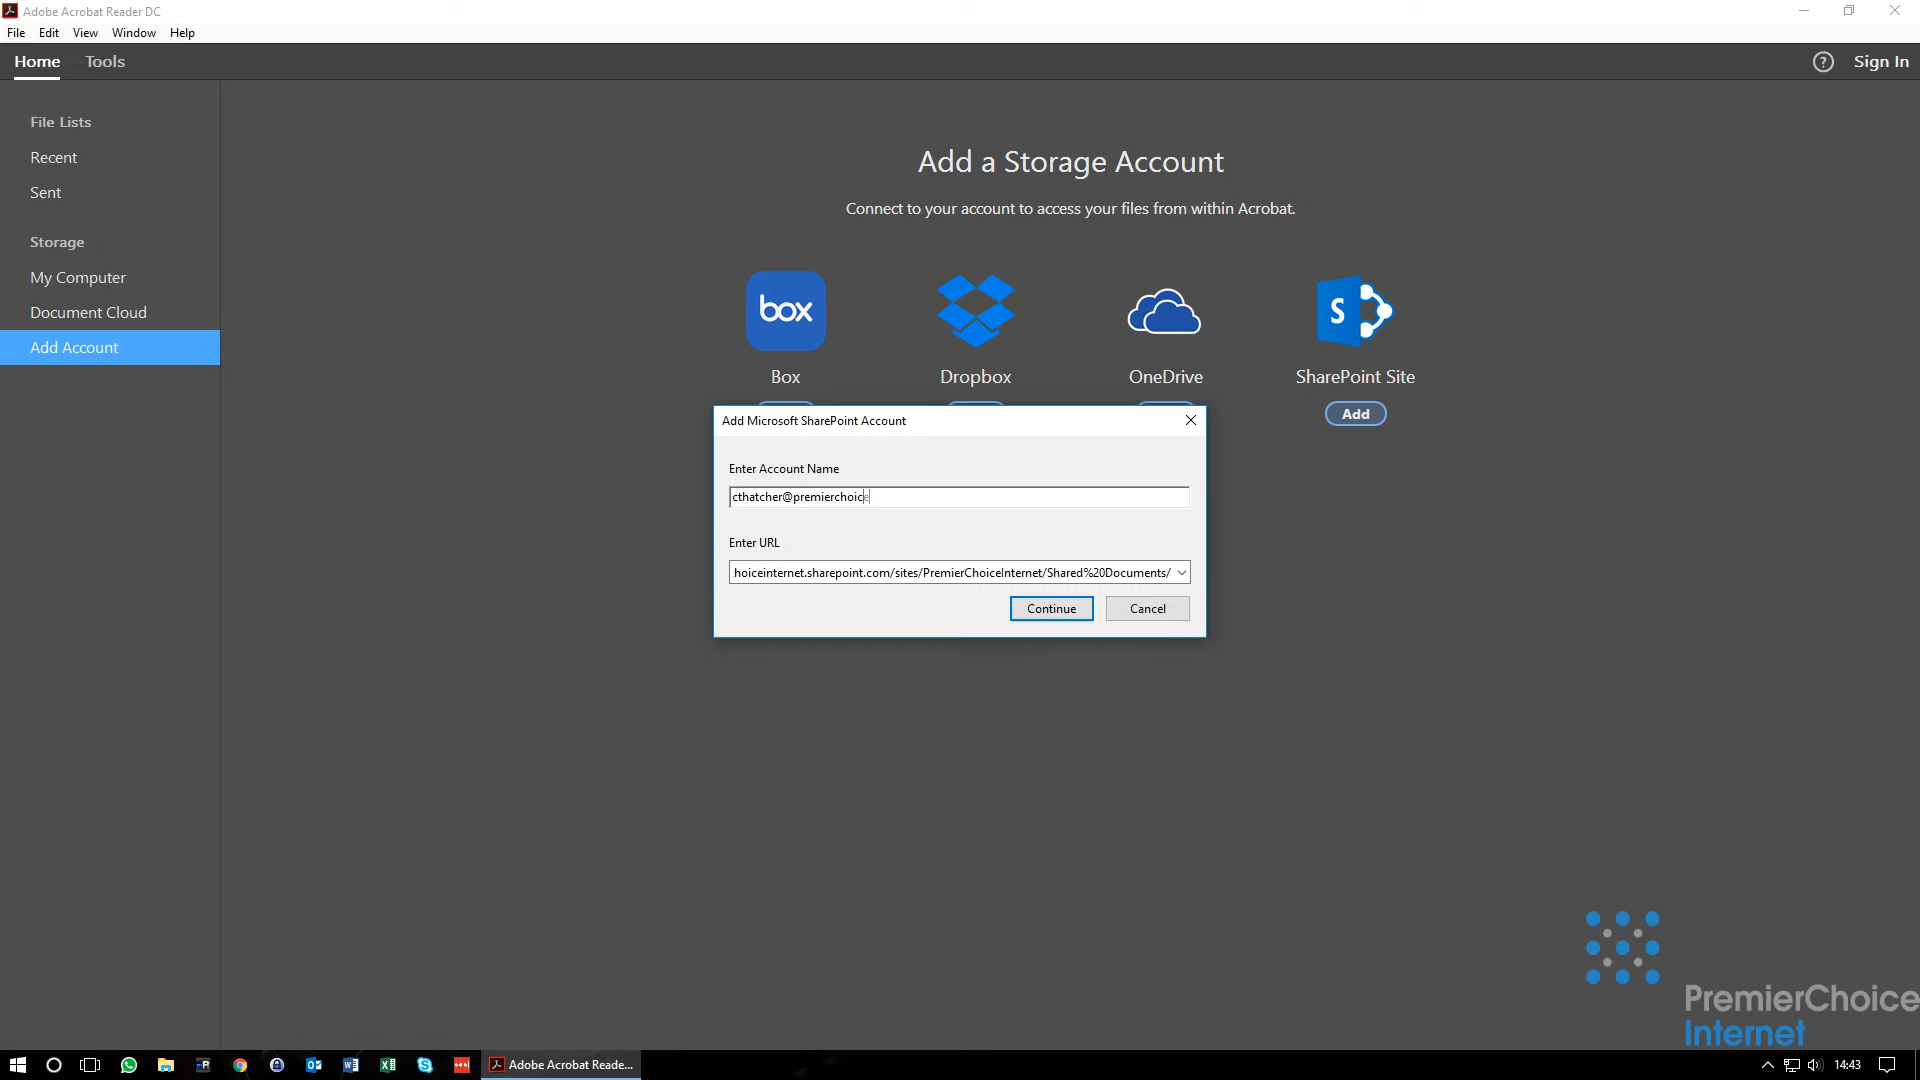 Adobe Acrobat Reader DC
File Edit View Window Help
Home Tools
Sign In
File Lists
Recent
Sent
Storage
My Computer
Document Cloud
Add Account
Add a Storage Account
Connect to your account to access your files from within Acrobat.
box
S
Box Dropbox OneDrive SharePoint Site
Add
Add Microsoft SharePoint Account
Enter Account Name
cthatcher@premierchoice
Enter URL
hoiceinternet.sharepoint.com/sites/PremierChoiceInternet/Shared%20Documents/
Continue Cancel
PremierChoice
Internet
Adobe Acrobat Reade...
14:43